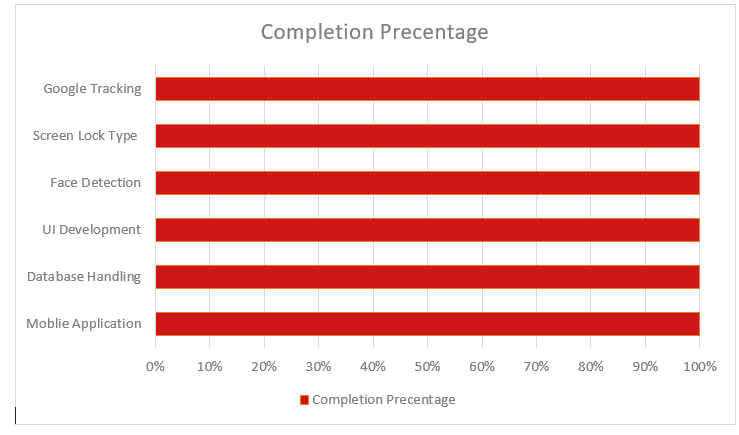 Completion Precentage
Google Tracking
Screen Lock Type
Face Detection
UI Development
Database Handling
Moblie Application
0% 10% 20% 30% 40% 50% 60% 70% 80% 90% 100%
Completion Precentage